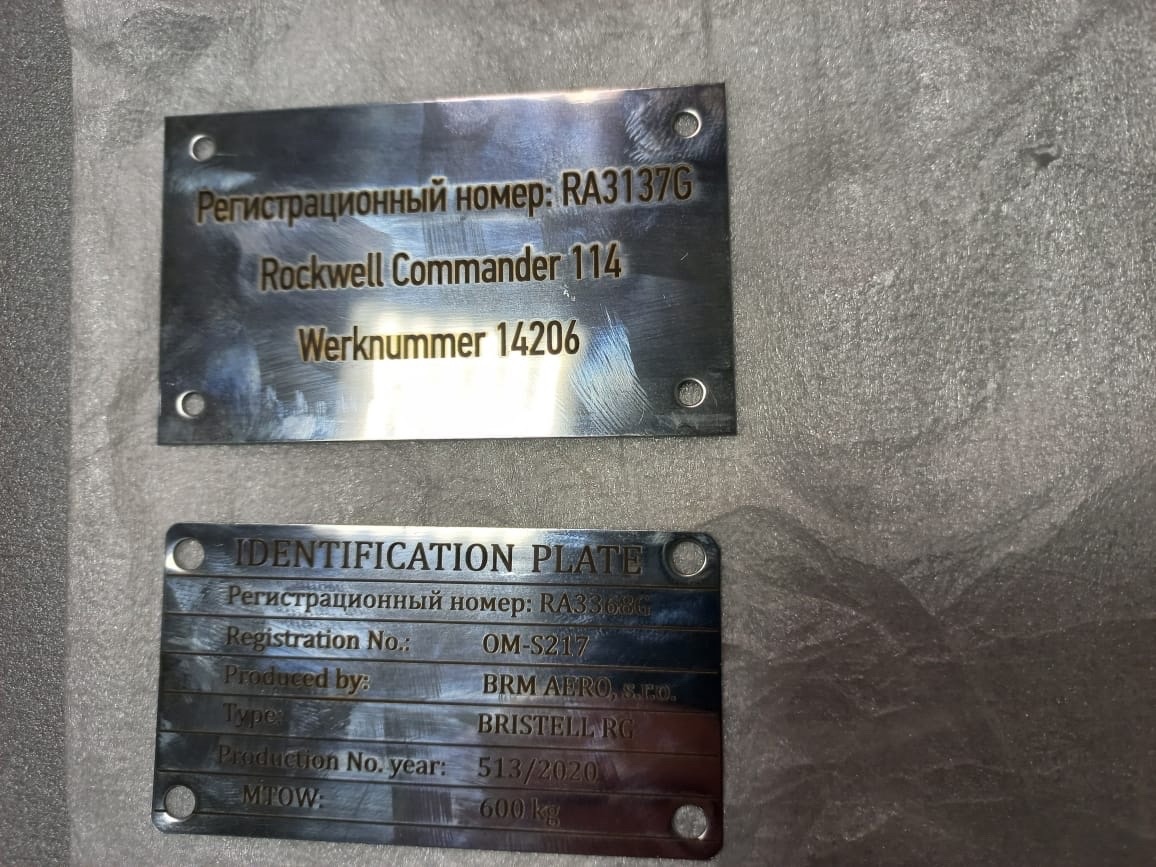 Регистрационный номер: RA3137G
Rockwell Commander 114
Werknummer 14206
IDENTIFICATION PLATE
Регистрационный номер: RA3368G
Registration No.: OM-S217
Produced by: BRM AERO, s.r.o.
Type: BRISTELL RG
Production No. year: 513/2020
MTOW: 600 kg